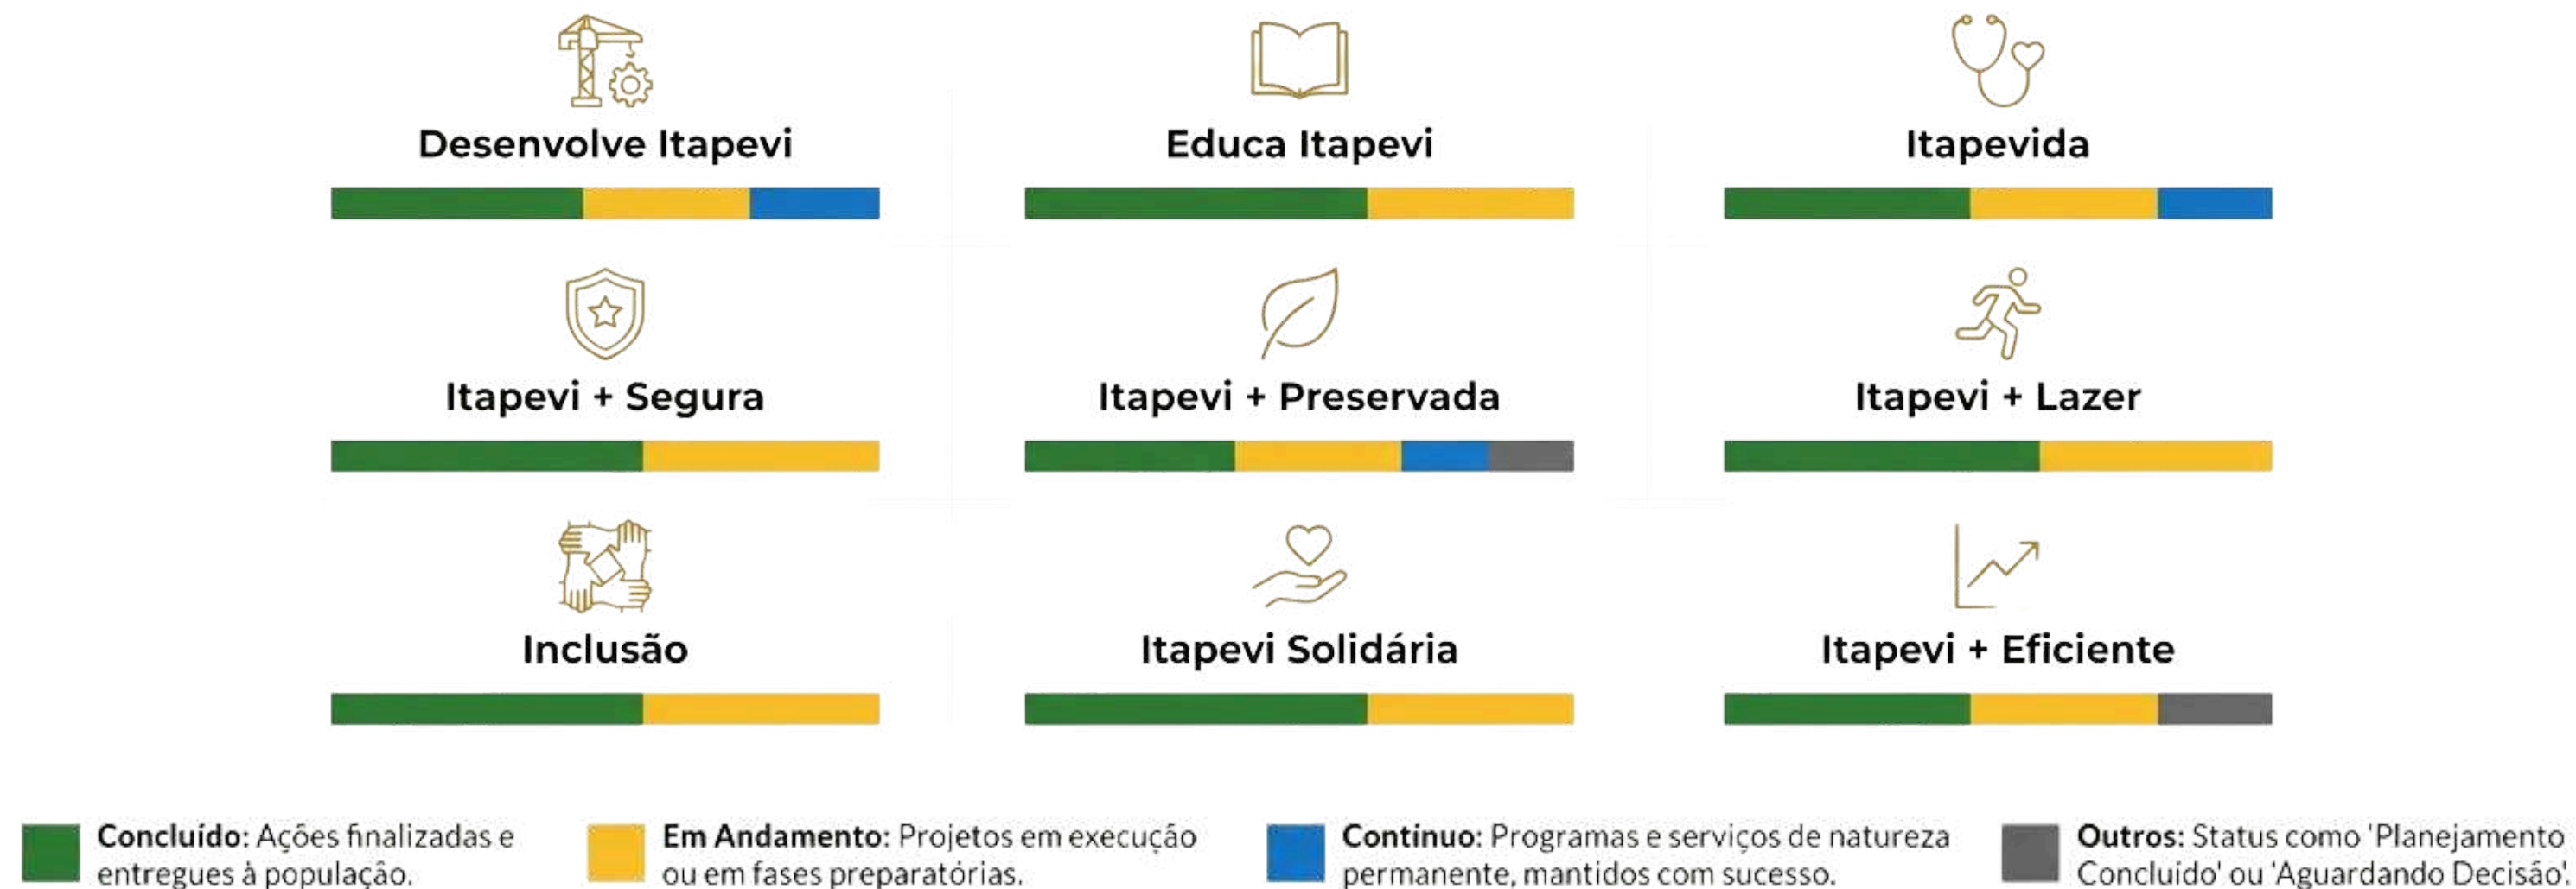 Desenvolve Itapevi
Educa Itapevi
Itapevida
Itapevi + Segura
Itapevi + Preservada
Itapevi + Lazer
Inclusão
Itapevi Solidária
Itapevi + Eficiente
Concluído: Ações finalizadas e
entregues à população.
Em Andamento: Projetos em execução
ou em fases preparatórias.
Contínuo: Programas e serviços de natureza
permanente, mantidos com sucesso.
Outros: Status como 'Planejamento
Concluído' ou 'Aguardando Decisão'.